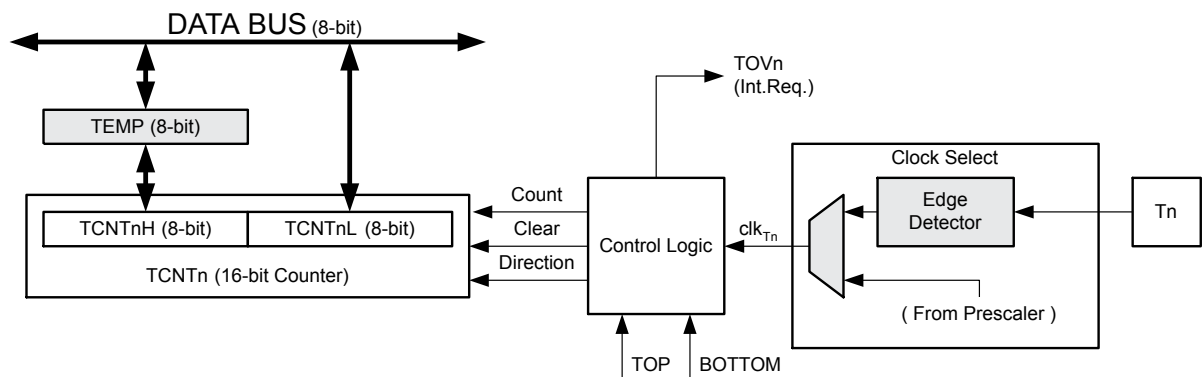 DATA BUS (8-bit)
TEMP (8-bit)
TCNTnH (8-bit)
TCNTnL (8-bit)
TCNTn (16-bit Counter)
Count
Clear
Direction
Control Logic
TOVn
(Int.Req.)
TOP
BOTTOM
clkTn
Clock Select
Edge
Detector
( From Prescaler )
Tn